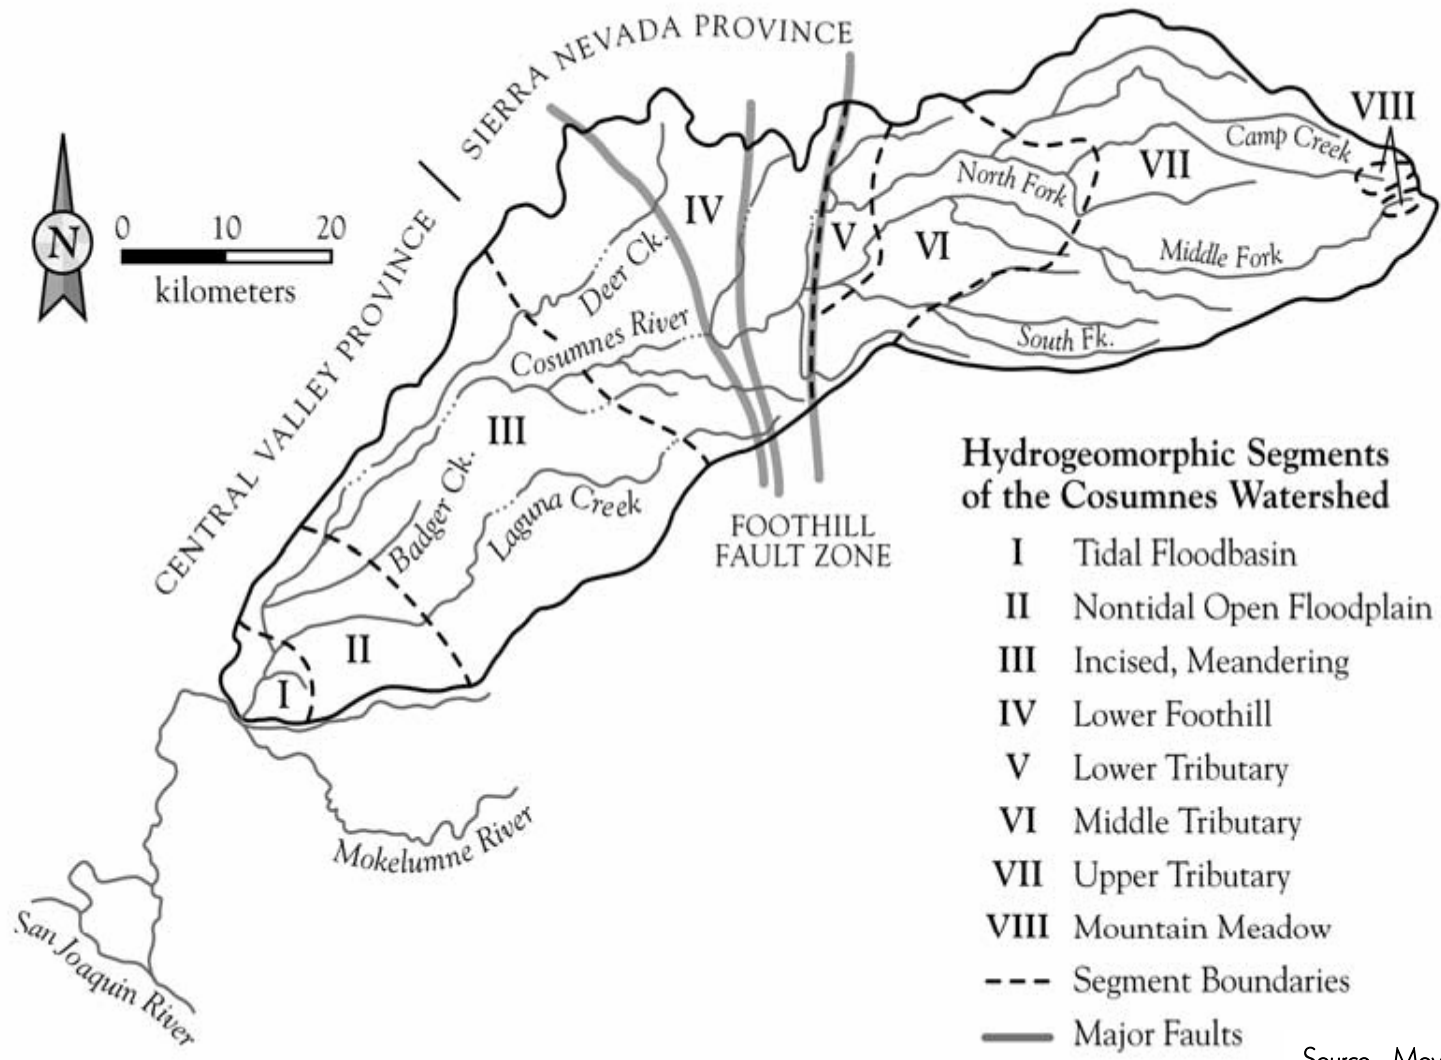 SIERRA NEVADA PROVINCE
CENTRAL VALLEY PROVINCE
N
0 10 20
kilometers
VIII
Camp Creek
VII
North Fork
IV
V
VI
Middle Fork
Deer Ck.
Cosumnes River
South Fk.
III
Badger Ck.
Laguna Creek
FOOTHILL
FAULT ZONE
II
I
Mokelumne River
San Joaquin River
Hydrogeomorphic Segments
of the Cosumnes Watershed
I Tidal Floodbasin
II Nontidal Open Floodplain
III Incised, Meandering
IV Lower Foothill
V Lower Tributary
VI Middle Tributary
VII Upper Tributary
VIII Mountain Meadow
Segment Boundaries
Major Faults